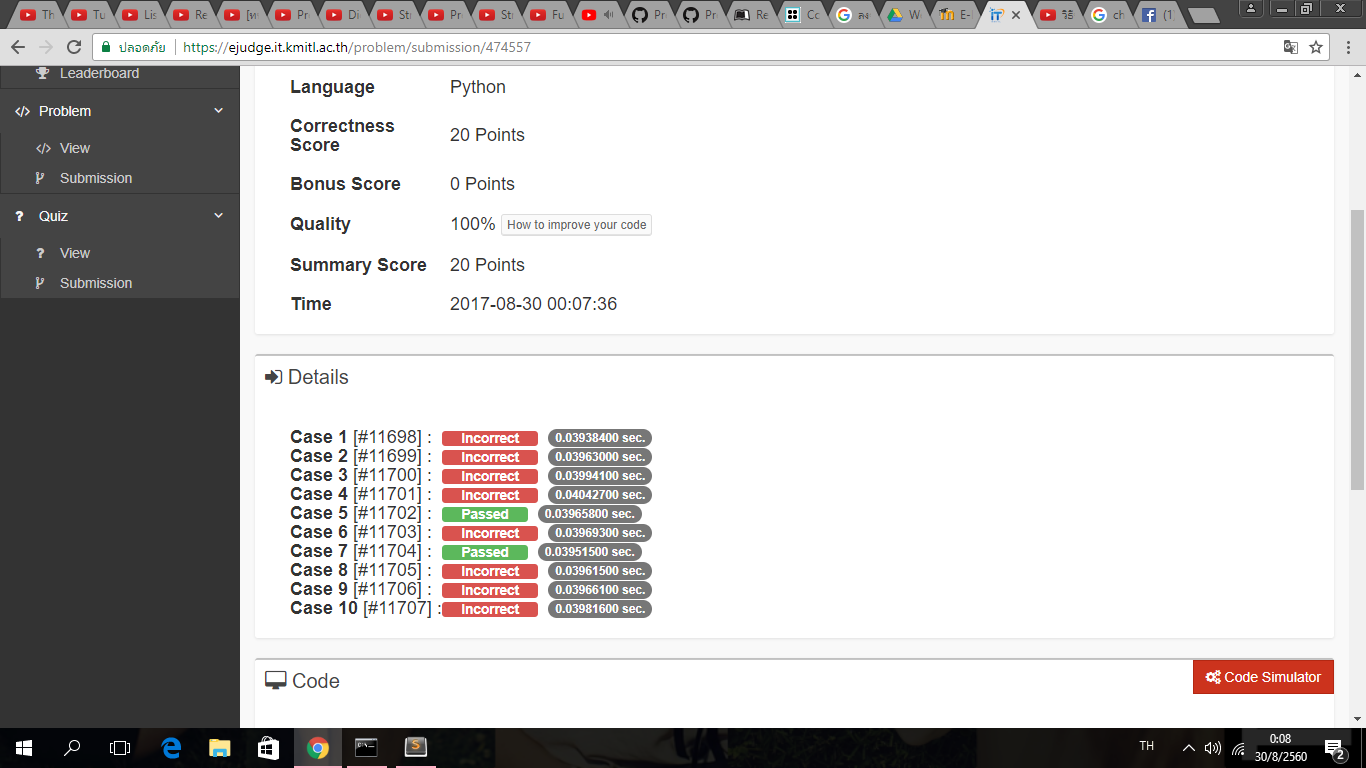 Th
Tu
Lis
Re
[ท
Pr
Di
St
Pr
St
Fu
Pr
Pr
Re
Co
ลง
W
E-
วิธี
ch
(1
ปลอดภัย https://ejudge.it.kmitl.ac.th/problem/submission/474557
Leaderboard
Problem
View
Submission
Quiz
View
Submission
Language Python
Correctness Score 20 Points
Bonus Score 0 Points
Quality 100% How to improve your code
Summary Score 20 Points
Time 2017-08-30 00:07:36
Details
Case 1 [#11698] : Incorrect 0.03938400 sec.
Case 2 [#11699] : Incorrect 0.03963000 sec.
Case 3 [#11700] : Incorrect 0.03994100 sec.
Case 4 [#11701] : Incorrect 0.04042700 sec.
Case 5 [#11702] : Passed 0.03965800 sec.
Case 6 [#11703] : Incorrect 0.03969300 sec.
Case 7 [#11704] : Passed 0.03951500 sec.
Case 8 [#11705] : Incorrect 0.03961500 sec.
Case 9 [#11706] : Incorrect 0.03966100 sec.
Case 10 [#11707] : Incorrect 0.03981600 sec.
Code
Code Simulator
TH
0:08
30/8/2560
2